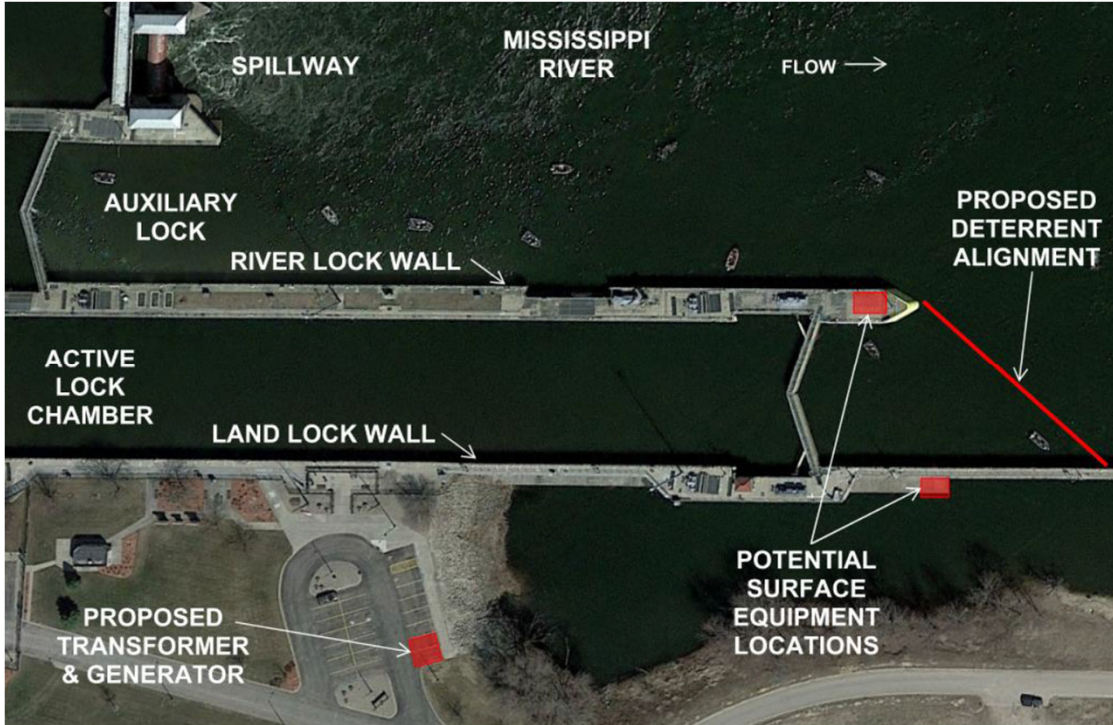 SPILLWAY
MISSISSIPPI
RIVER
FLOW
AUXILIARY
LOCK
RIVER LOCK WALL
PROPOSED
DETERRENT
ALIGNMENT
ACTIVE
LOCK
CHAMBER
LAND LOCK WALL
PROPOSED
TRANSFORMER
& GENERATOR
POTENTIAL
SURFACE
EQUIPMENT
LOCATIONS